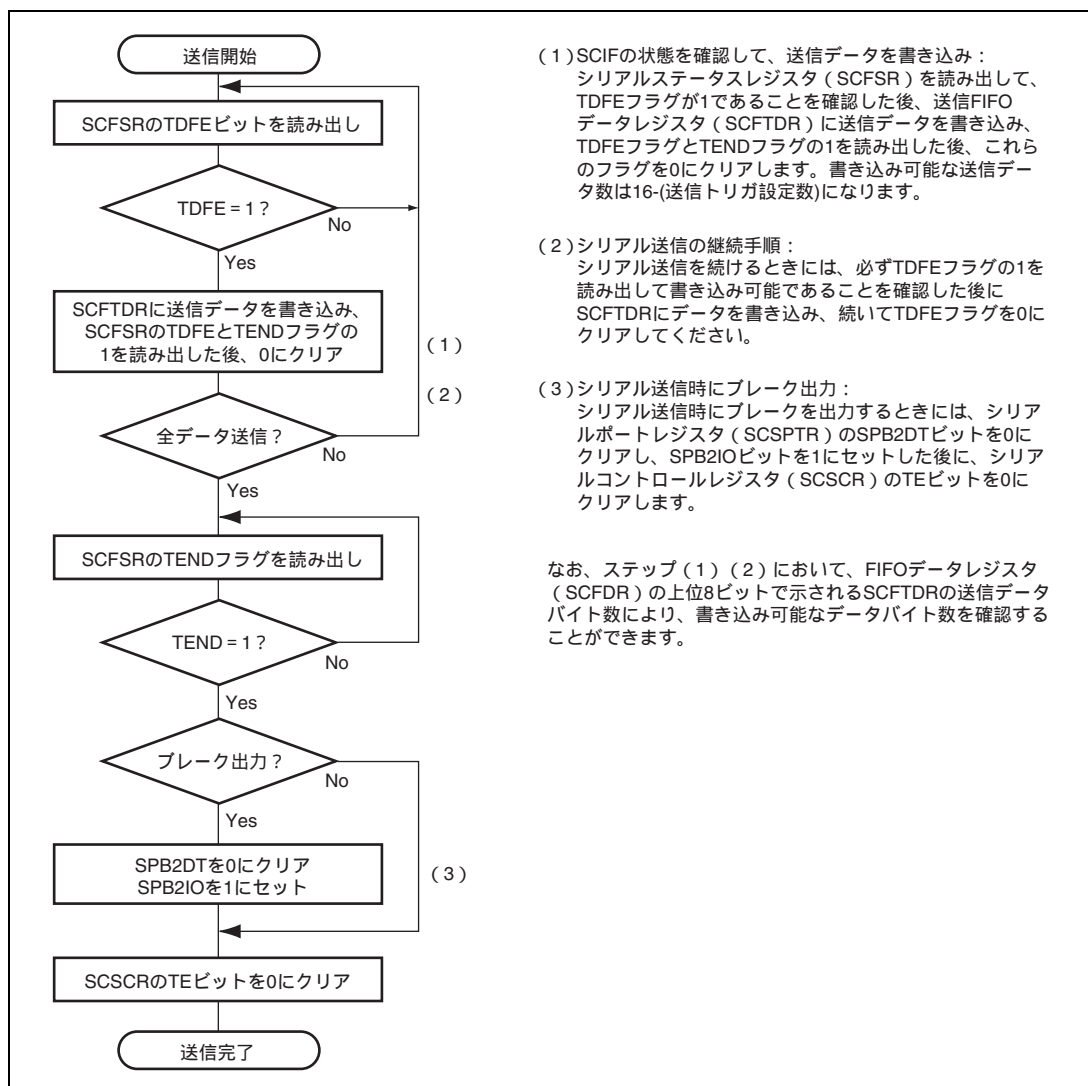 送信開始
SCFSRのTDFEビットを読み出し
TDFE = 1？
No
Yes
SCFTDRに送信データを書き込み、
SCFSRのTDFEとTENDフラグの
1を読み出した後、0にクリア
（1）
（2）
全データ送信？
No
Yes
SCFSRのTENDフラグを読み出し
TEND = 1？
No
Yes
ブレーク出力？
No
Yes
SPB2DTを0にクリア
SPB2IOを1にセット
（3）
SCSCRのTEビットを0にクリア
送信完了
（1）SCIFの状態を確認して、送信データを書き込み：
シリアルステータスレジスタ（SCFSR）を読み出して、
TDFEフラグが1であることを確認した後、送信FIFO
データレジスタ（SCFTDR）に送信データを書き込み、
TDFEフラグとTENDフラグの1を読み出した後、これら
のフラグを0にクリアします。書き込み可能な送信デー
タ数は16-(送信トリガ設定数)になります。
（2）シリアル送信の継続手順：
シリアル送信を続けるときには、必ずTDFEフラグの1を
読み出して書き込み可能であることを確認した後に
SCFTDRにデータを書き込み、続いてTDFEフラグを0に
クリアしてください。
（3）シリアル送信時にブレーク出力：
シリアル送信時にブレークを出力するときには、シリア
ルポートレジスタ（SCSPTR）のSPB2DTビットを0に
クリアし、SPB2IOビットを1にセットした後に、シリア
ルコントロールレジスタ（SCSCR）のTEビットを0に
クリアします。
なお、ステップ（1）（2）において、FIFOデータレジスタ
（SCFDR）の上位8ビットで示されるSCFTDRの送信データ
バイト数により、書き込み可能なデータバイト数を確認する
ことができます。